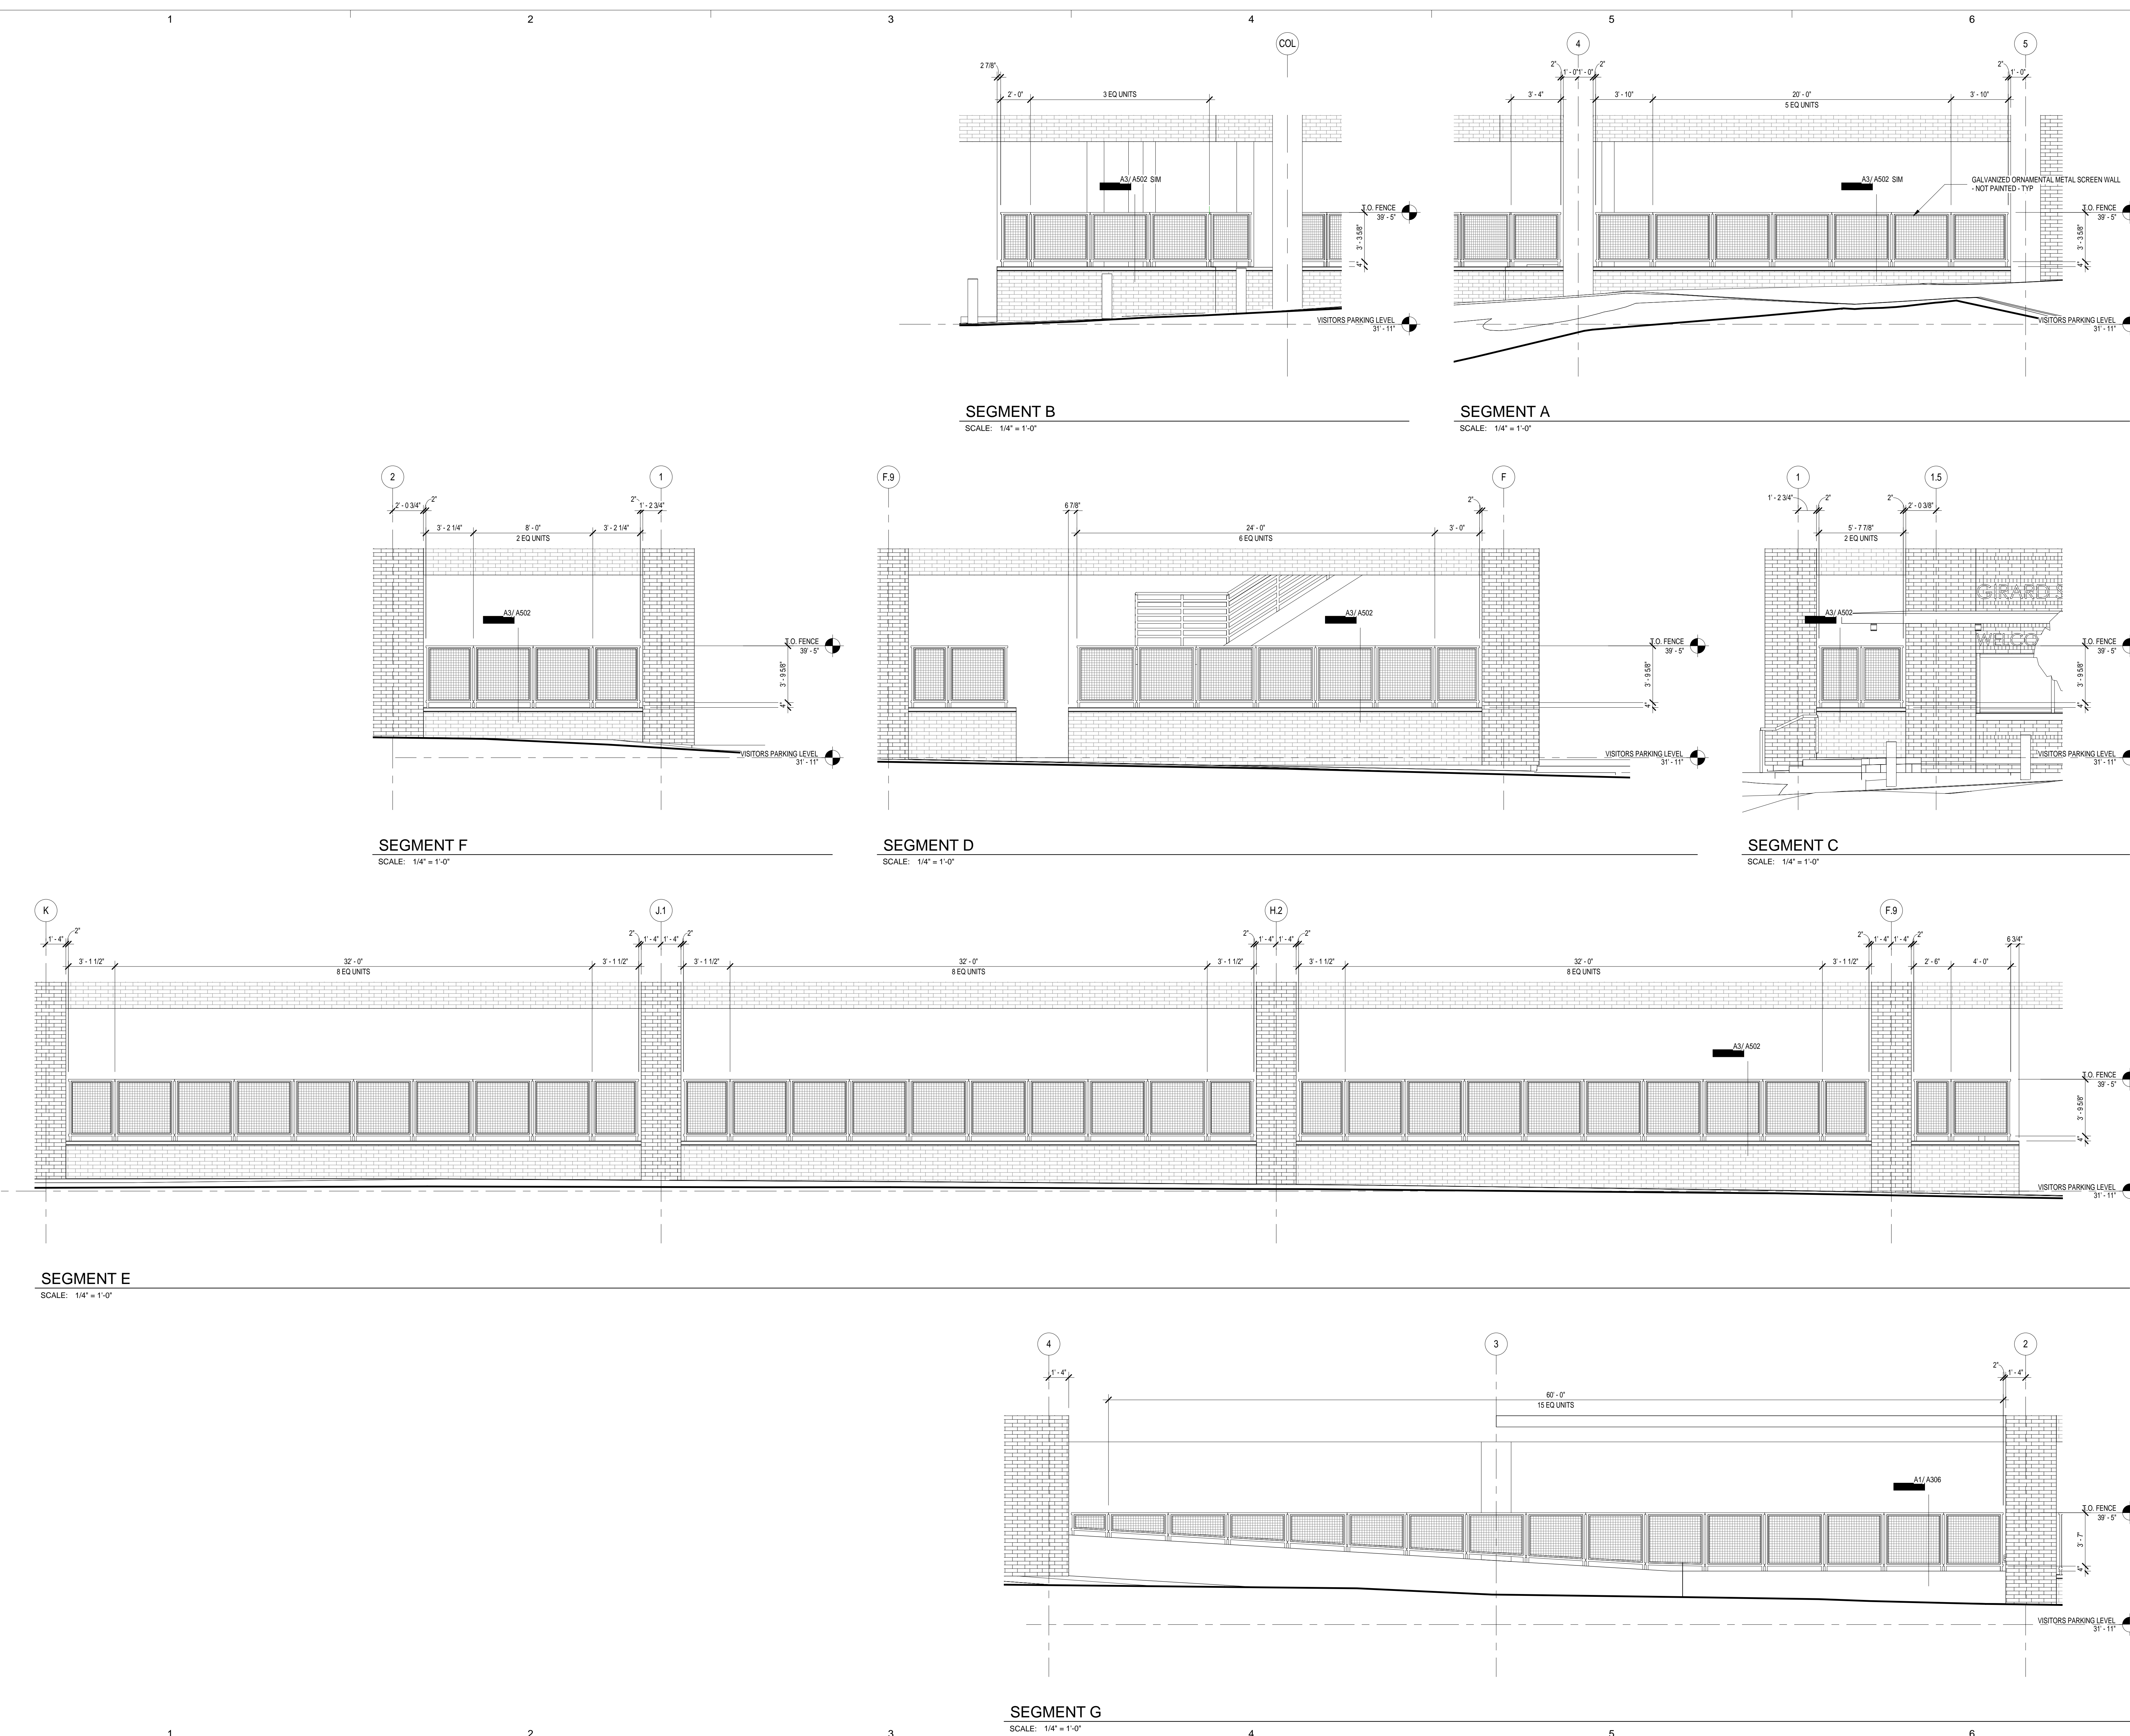 1 2 3 4 5 6
COL 4 5
2 7/8" 2" 1' - 0" 1' - 0" 2" 2" 1' - 0"
2' - 0" 3 EQ UNITS 3' - 4" 3' - 10" 20' - 0" 3' - 10"
5 EQ UNITS
A3/ A502 SIM A3/ A502 SIM GALVANIZED ORNAMENTAL METAL SCREEN WALL
- NOT PAINTED - TYP
T.O. FENCE T.O. FENCE
39' - 5" 39' - 5"
3' - 3 5/8" 3' - 3 5/8"
4" 4"
VISITORS PARKING LEVEL VISITORS PARKING LEVEL
31' - 11" 31' - 11"
SEGMENT B SEGMENT A
SCALE: 1/4" = 1'-0" SCALE: 1/4" = 1'-0"
2 1 F.9 F 1 1.5
2' - 0 3/4" 2" 2" 1' - 2 3/4" 6 7/8" 2" 1' - 2 3/4" 2" 2" 2' - 0 3/8"
3' - 2 1/4" 8' - 0" 3' - 2 1/4" 24' - 0" 3' - 0" 5' - 7 7/8"
2 EQ UNITS 6 EQ UNITS 2 EQ UNITS
A3/ A502 A3/ A502 A3/ A502
WELCO
T.O. FENCE T.O. FENCE T.O. FENCE
39' - 5" 39' - 5" 39' - 5"
3' - 9 5/8" 3' - 9 5/8" 3' - 9 5/8"
4" 4" 4"
VISITORS PARKING LEVEL VISITORS PARKING LEVEL VISITORS PARKING LEVEL
31' - 11" 31' - 11" 31' - 11"
SEGMENT F SEGMENT D SEGMENT C
SCALE: 1/4" = 1'-0" SCALE: 1/4" = 1'-0" SCALE: 1/4" = 1'-0"
K J.1 H.2 F.9
1' - 4" 2" 2" 1' - 4" 1' - 4" 2" 2" 1' - 4" 1' - 4" 2" 2" 1' - 4" 1' - 4" 2" 6 3/4"
3' - 1 1/2" 32' - 0" 3' - 1 1/2" 3' - 1 1/2" 32' - 0" 3' - 1 1/2" 3' - 1 1/2" 32' - 0" 3' - 1 1/2" 2' - 6" 4' - 0"
8 EQ UNITS 8 EQ UNITS 8 EQ UNITS
A3/ A502
T.O. FENCE
39' - 5"
3' - 9 5/8"
4"
VISITORS PARKING LEVEL
31' - 11"
SEGMENT E
SCALE: 1/4" = 1'-0"
4 3 2
1' - 4" 2" 1' - 4"
60' - 0"
15 EQ UNITS
A1/ A306
T.O. FENCE
39' - 5"
3' - 7"
4"
VISITORS PARKING LEVEL
31' - 11"
SEGMENT G
SCALE: 1/4" = 1'-0"
1 2 3 4 5 6